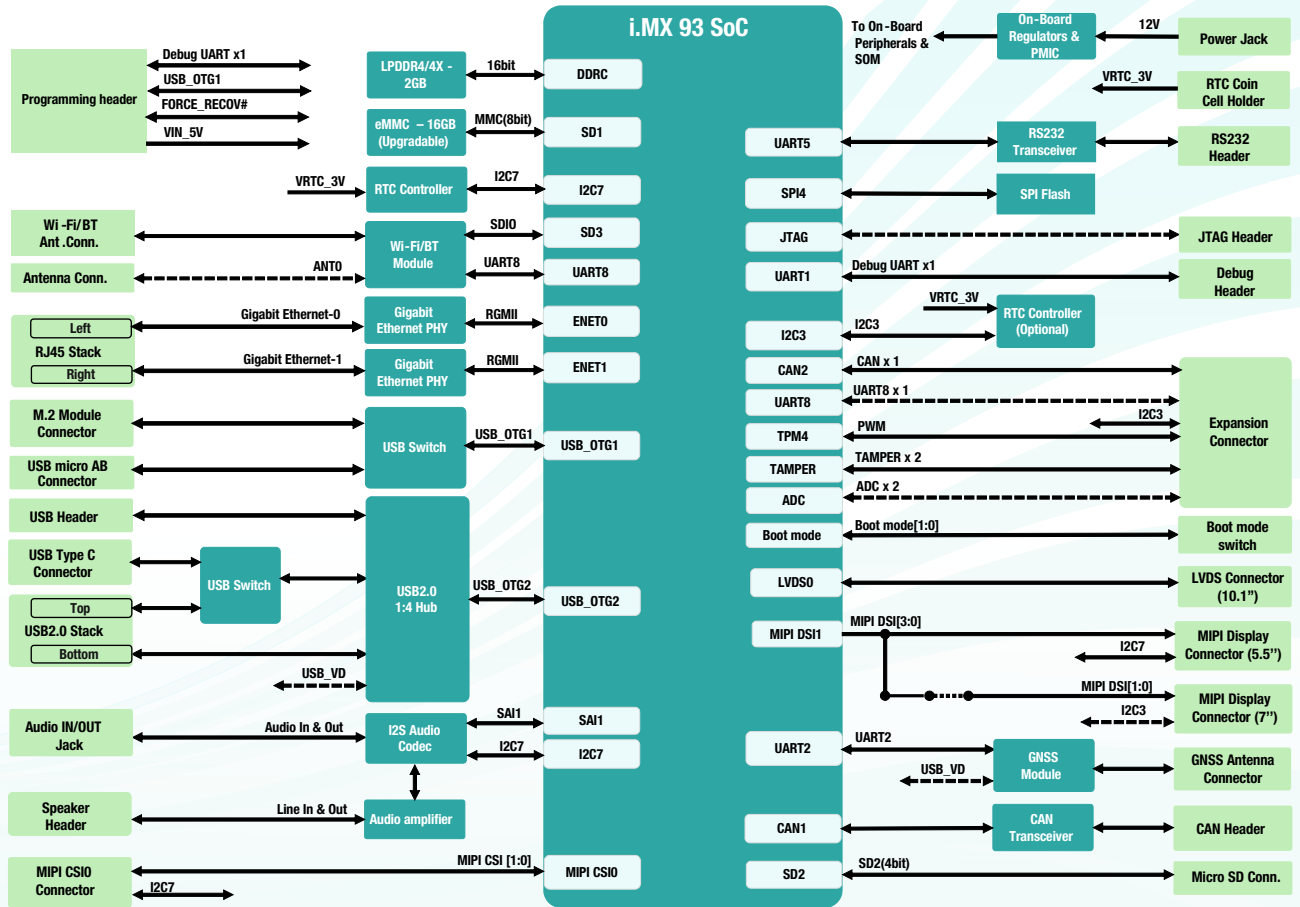 i.MX 93 SoC
Programming header
Debug UART x1
USB_OTG1
FORCE_RECOV#
VIN_5V
LPDDR4/4X -
2GB
16bit
DDRC
eMMC – 16GB
(Upgradable)
MMC(8bit)
SD1
VRTC_3V
RTC Controller
I2C7
I2C7
Wi -Fi/BT
Ant .Conn.
Antenna Conn.
ANT0
Wi-Fi/BT
Module
SDIO
SD3
UART8
UART8
Left
RJ45 Stack
Right
Gigabit Ethernet-0
Gigabit
Ethernet PHY
RGMII
ENET0
Gigabit Ethernet-1
Gigabit
Ethernet PHY
RGMII
ENET1
M.2 Module
Connector
USB micro AB
Connector
USB Switch
USB_OTG1
USB_OTG1
USB Header
USB Type C
Connector
USB Switch
Top
USB2.0 Stack
Bottom
USB_VD
USB2.0
1:4 Hub
USB_OTG2
USB_OTG2
Audio IN/OUT
Jack
Audio In & Out
I2S Audio
Codec
SAI1
SAI1
I2C7
I2C7
Speaker
Header
Line In & Out
Audio amplifier
MIPI CSI0
Connector
MIPI CSI [1:0]
MIPI CSI0
I2C7
To On-Board
Peripherals &
SOM
On-Board
Regulators &
PMIC
12V
Power Jack
VRTC_3V
RTC Coin
Cell Holder
UART5
RS232
Transceiver
RS232
Header
SPI4
SPI Flash
JTAG
JTAG Header
UART1
Debug UART x1
Debug
Header
VRTC_3V
I2C3
I2C3
RTC Controller
(Optional)
CAN2
CAN x 1
UART8
UART8 x 1
I2C3
TPM4
PWM
TAMPER
TAMPER x 2
ADC
ADC x 2
Expansion
Connector
Boot mode
Boot mode[1:0]
Boot mode
switch
LVDS0
LVDS Connector
(10.1”)
MIPI DSI1
MIPI DSI[3:0]
I2C7
MIPI Display
Connector (5.5’’)
MIPI DSI[1:0]
I2C3
MIPI Display
Connector (7’’)
UART2
UART2
USB_VD
GNSS
Module
GNSS Antenna
Connector
CAN1
CAN
Transceiver
CAN Header
SD2
SD2(4bit)
Micro SD Conn.